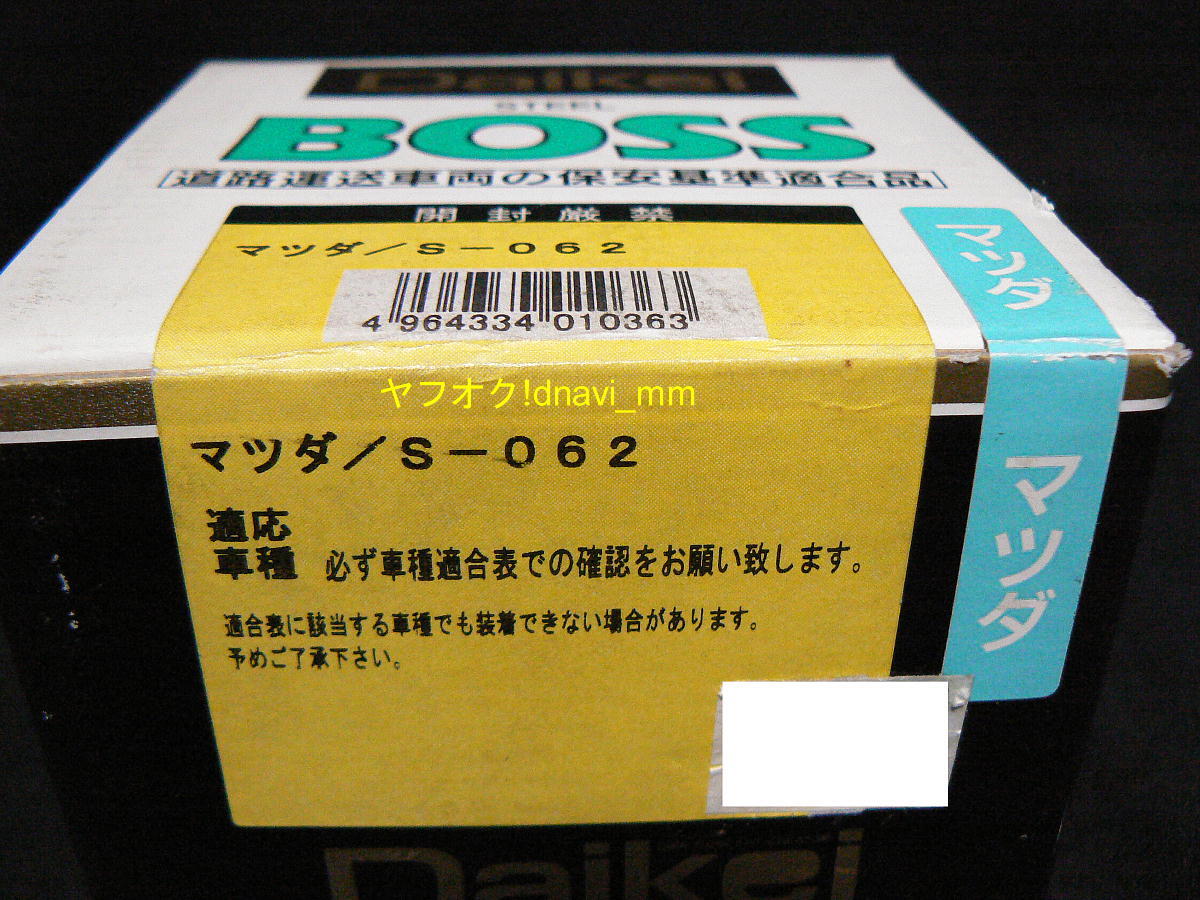 Daikei
STEEL
BOSS
道路運送車両の保安基準適合品
開封厳禁
マツダ／S－062
マツダ
4 964334 010363
ヤフオク!dnavi_mm
マツダ／S－062
マツダ
適応
車種 必ず車種適合表での確認をお願い致します。
適合表に該当する車種でも装着できない場合があります。
予めご了承下さい。
Daikei